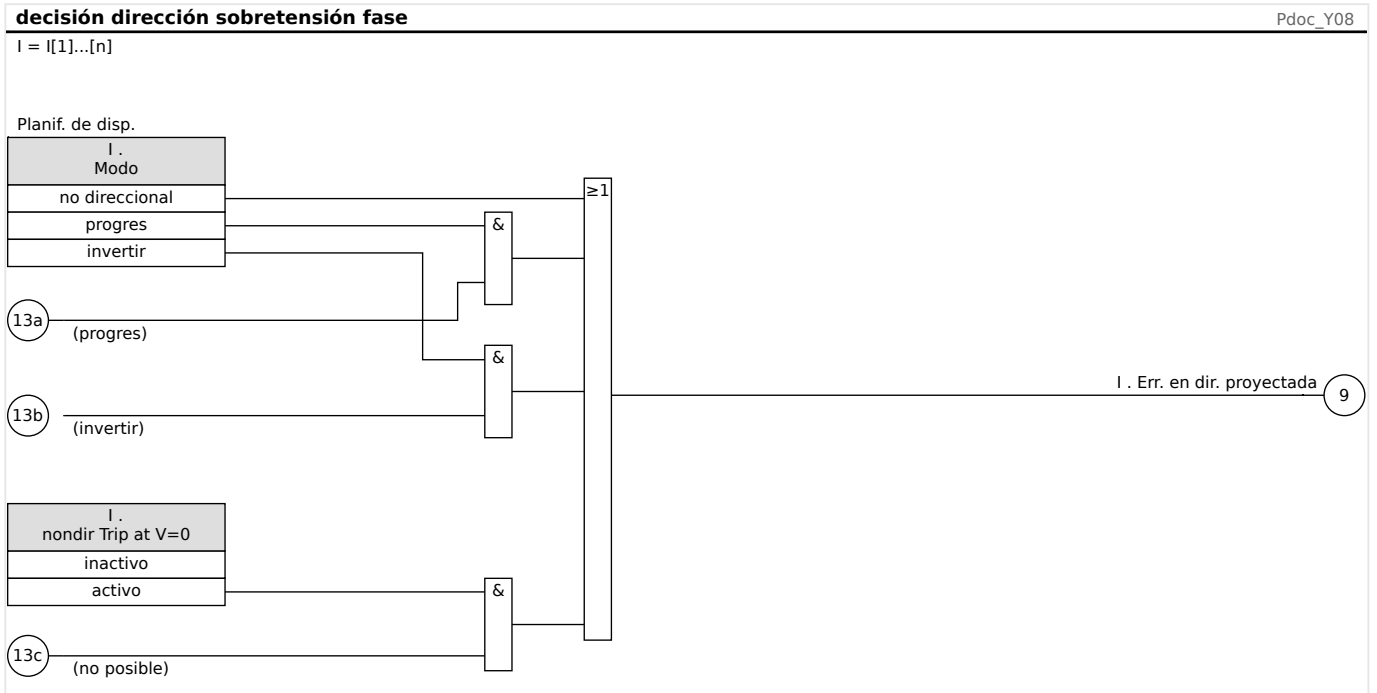 decisión dirección sobretensión fase
Pdoc_Y08
I = I[1]...[n]
Planif. de disp.
I .
Modo
no direccional
progres
invertir
≥1
&
13a
(progres)
&
13b
(invertir)
I . Err. en dir. proyectada
9
I .
nondir Trip at V=0
inactivo
activo
&
13c
(no posible)